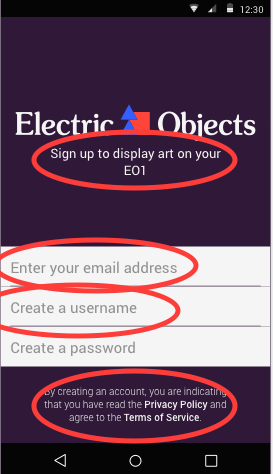 12:30
Electric Objects
Sign up to display art on your
EO1
Enter your email address
Create a username
Create a password
By creating an account, you are indicating
that you have read the Privacy Policy and
agree to the Terms of Service.